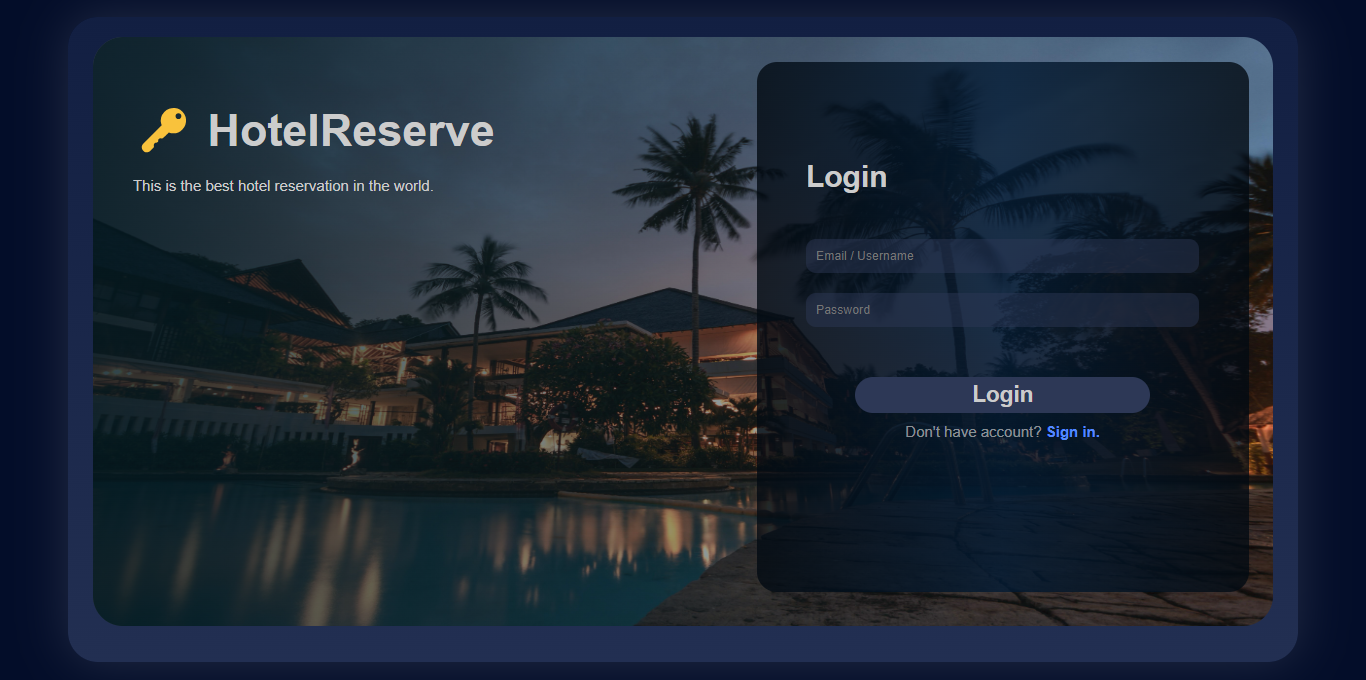 HotelReserve
This is the best hotel reservation in the world.
Login
Email / Username
Password
Login
Don't have account? Sign in.